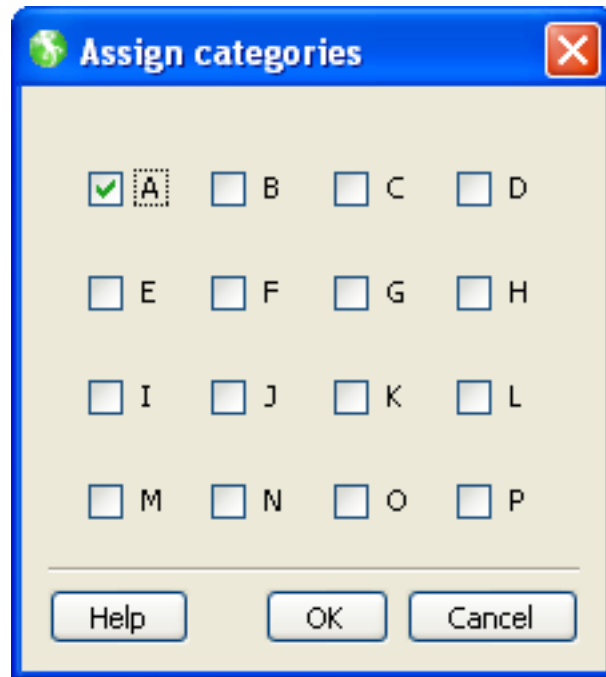 Assign categories
A B C D
E F G H
I J K L
M N O P
Help OK Cancel